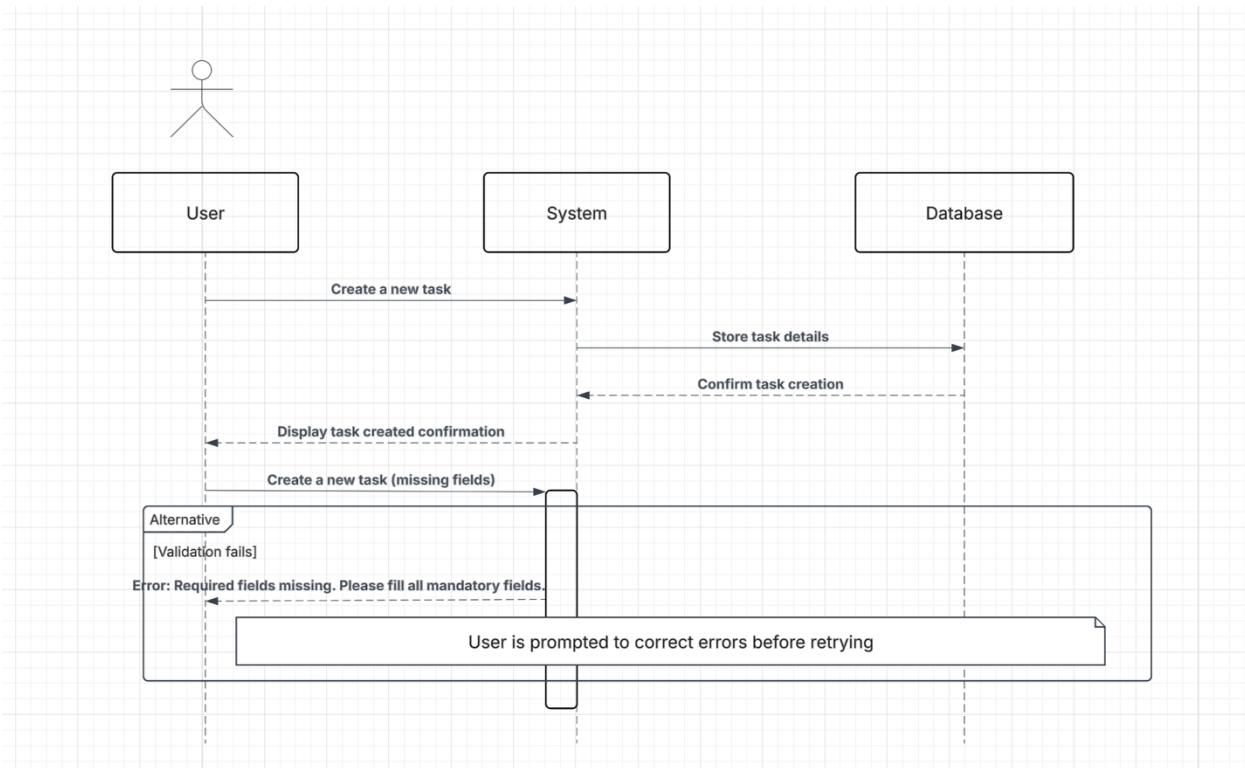 User
System
Database
Create a new task
Store task details
Confirm task creation
Display task created confirmation
Create a new task (missing fields)
Alternative
[Validation fails]
Error: Required fields missing. Please fill all mandatory fields.
User is prompted to correct errors before retrying